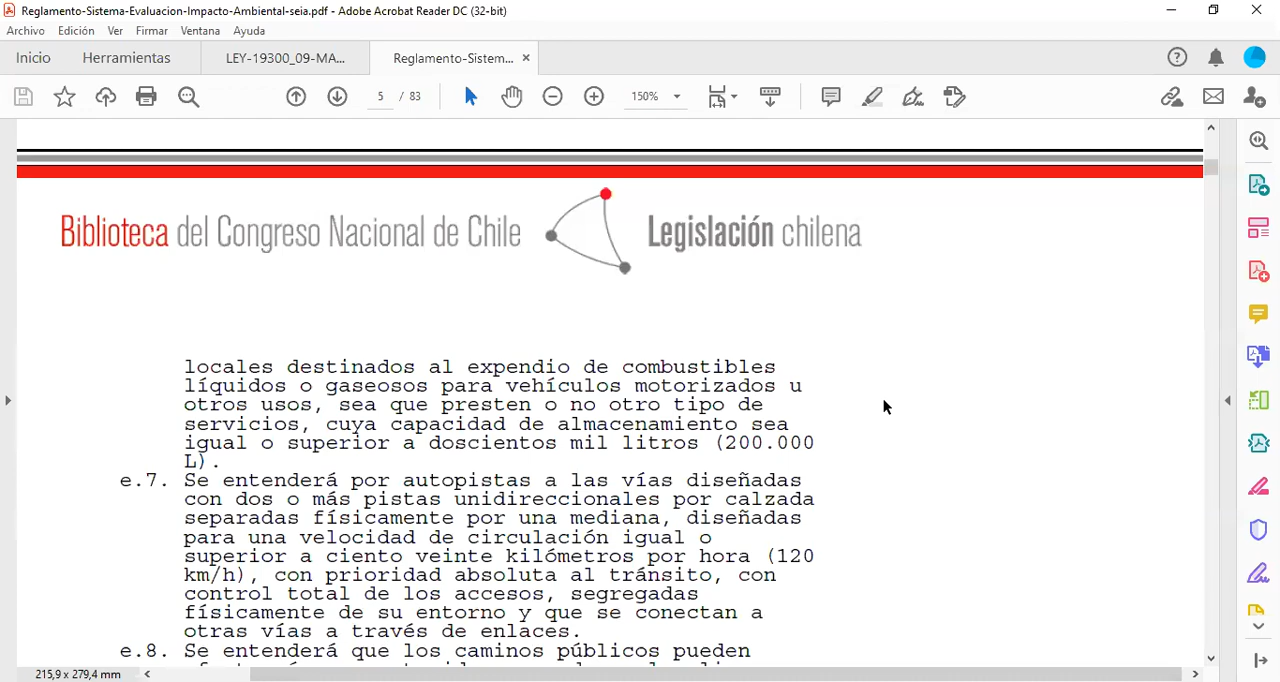 Reglamento-Sistema-Evaluacion-Impacto-Ambiental-seia.pdf - Adobe Acrobat Reader DC (32-bit)
Archivo Edición Ver Firmar Ventana Ayuda
Inicio Herramientas LEY-19300_09-MA... Reglamento-Sistem... ×
5 / 83 150%
Biblioteca del Congreso Nacional de Chile Legislación chilena
locales destinados al expendio de combustibles
líquidos o gaseosos para vehículos motorizados u
otros usos, sea que presten o no otro tipo de
servicios, cuya capacidad de almacenamiento sea
igual o superior a doscientos mil litros (200.000
L).
e.7. Se entenderá por autopistas a las vías diseñadas
con dos o más pistas unidireccionales por calzada
separadas físicamente por una mediana, diseñadas
para una velocidad de circulación igual o
superior a ciento veinte kilómetros por hora (120
km/h), con prioridad absoluta al tránsito, con
control total de los accesos, segregadas
físicamente de su entorno y que se conectan a
otras vías a través de enlaces.
e.8. Se entenderá que los caminos públicos pueden
215,9 x 279,4 mm